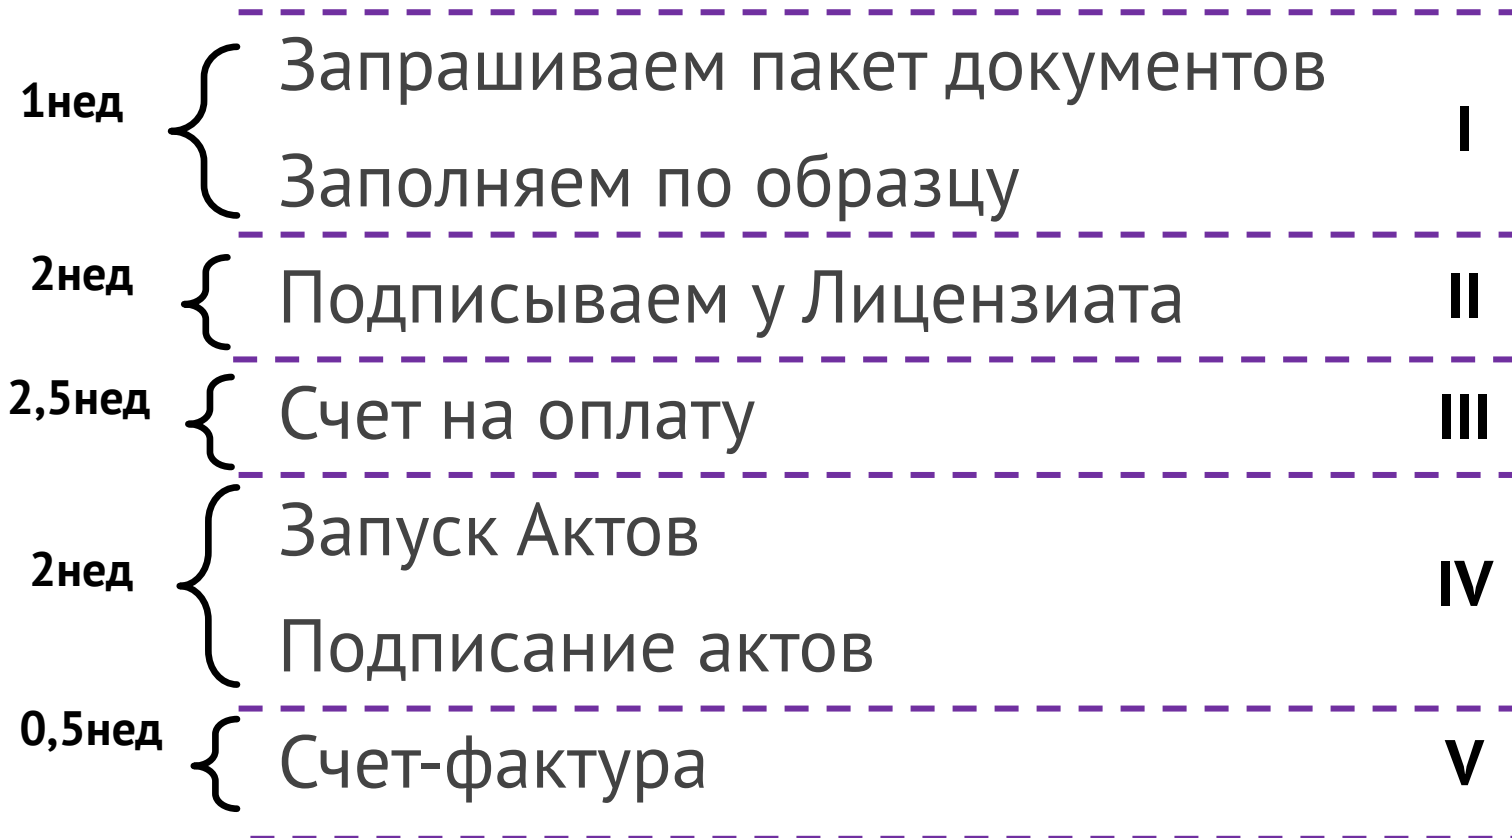 1нед
Запрашиваем пакет документов
I
Заполняем по образцу
2нед
Подписываем у Лицензиата
II
2,5нед
Счет на оплату
III
Запуск Актов
2нед
IV
Подписание актов
0,5нед
Счет-фактура
V